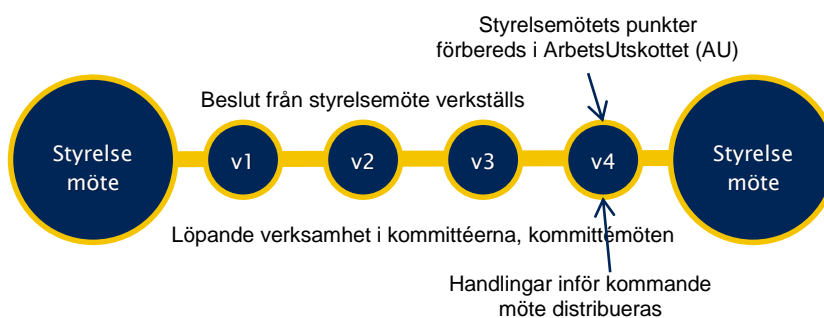 Styrelsemötets punkter
förbereds i ArbetsUtskottet (AU)
Beslut från styrelsemöte verkställs
Styrelse
möte
v1
v2
v3
v4
Styrelse
möte
Löpande verksamhet i kommittéerna, kommittémöten
Handlingar inför kommande
möte distribueras